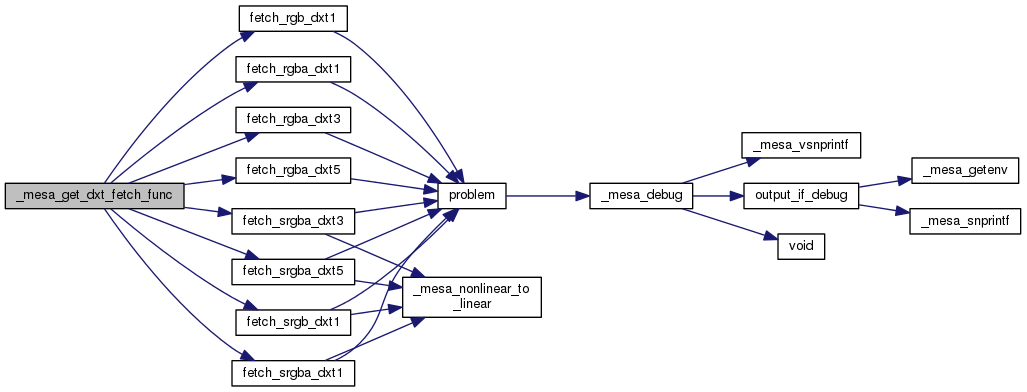 fetch_rgb_dxt1
fetch_rgba_dxt1
fetch_rgba_dxt3
fetch_rgba_dxt5
_mesa_get_dxt_fetch_func
fetch_srgba_dxt3
fetch_srgba_dxt5
fetch_srgb_dxt1
fetch_srgba_dxt1
problem
_mesa_nonlinear_to
_linear
_mesa_debug
_mesa_vsnprintf
output_if_debug
void
_mesa_getenv
_mesa_snprintf